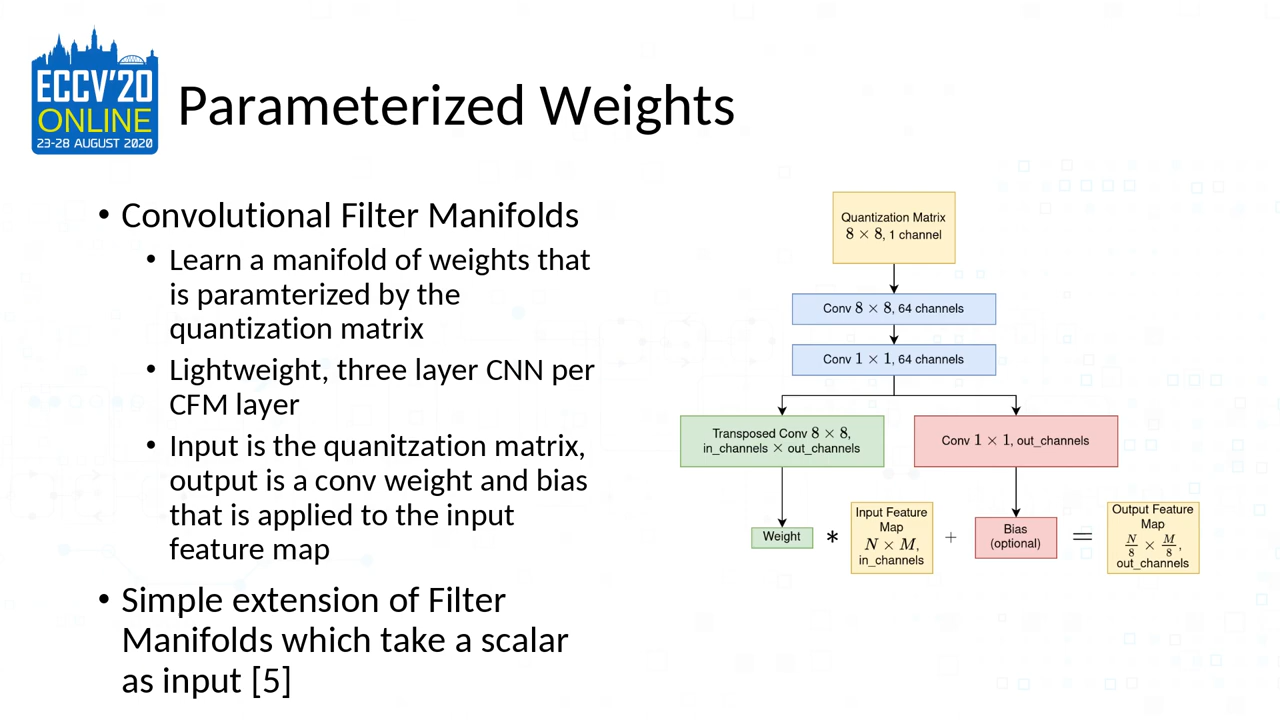 ECCV'20
ONLINE
23-28 AUGUST 2020
Parameterized Weights
• Convolutional Filter Manifolds
• Learn a manifold of weights that
is paramterized by the
quantization matrix
• Lightweight, three layer CNN per
CFM layer
• Input is the quanitzation matrix,
output is a conv weight and bias
that is applied to the input
feature map
• Simple extension of Filter
Manifolds which take a scalar
as input [5]
Quantization Matrix
8 × 8, 1 channel
Conv 8 × 8, 64 channels
Conv 1 × 1, 64 channels
Transposed Conv 8 × 8,
in_channels × out_channels
Conv 1 × 1, out_channels
Weight
*
Input Feature
Map
N × M,
in_channels
+
Bias
(optional)
=
Output Feature
Map
N/8 × M/8,
out_channels